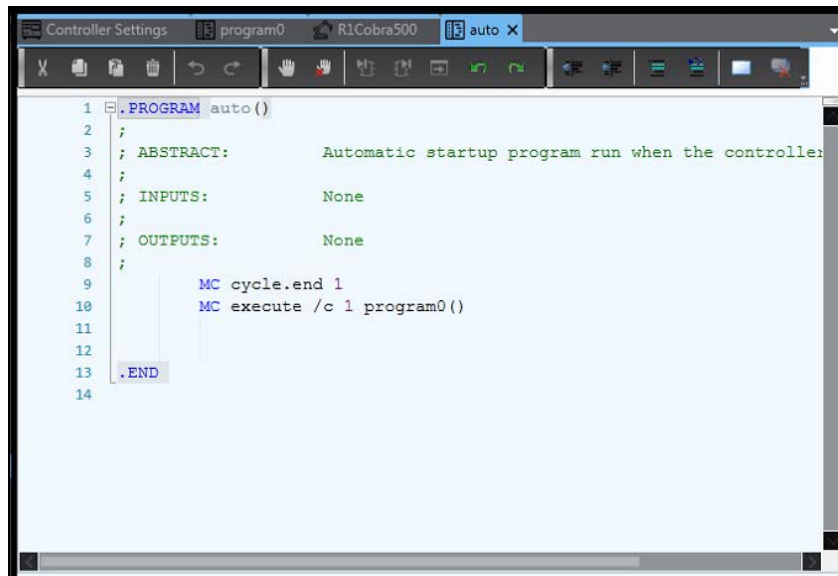 Controller Settings program0 R1Cobra500 auto
1 .PROGRAM auto()
2 ;
3 ; ABSTRACT: Automatic startup program run when the controller
4 ;
5 ; INPUTS: None
6 ;
7 ; OUTPUTS: None
8 ;
9 MC cycle.end 1
10 MC execute /c 1 program0()
11
12
13 .END
14